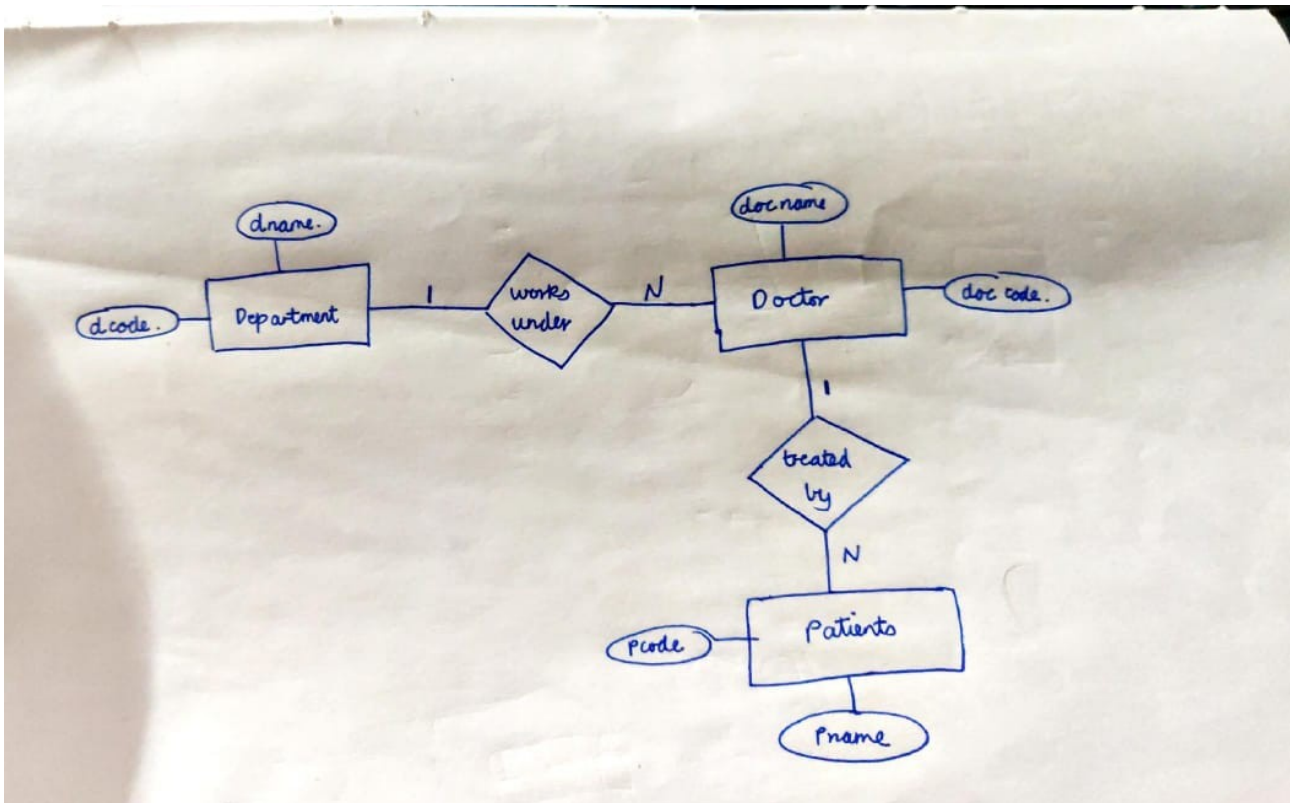 docname
dname.
works
under
1
N
Doctor
doc code.
Department
dcode.
1
treated
by
N
Patients
Pcode
Pname